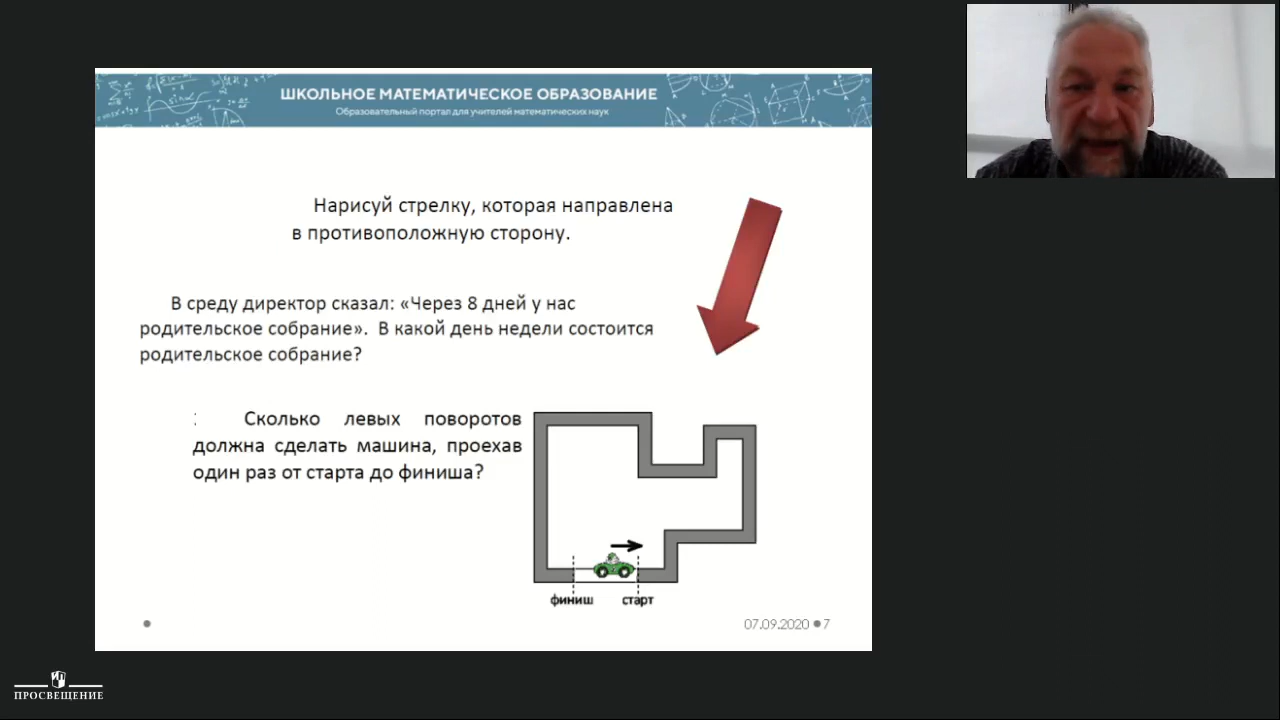 ШКОЛЬНОЕ МАТЕМАТИЧЕСКОЕ ОБРАЗОВАНИЕ
Образовательный портал для учителей математических наук
Нарисуй стрелку, которая направлена
в противоположную сторону.
В среду директор сказал: «Через 8 дней у нас
родительское собрание». В какой день недели состоится
родительское собрание?
Сколько левых поворотов
должна сделать машина, проехав
один раз от старта до финиша?
финиш старт
07.09.2020 7
ПРОСВЕЩЕНИЕ